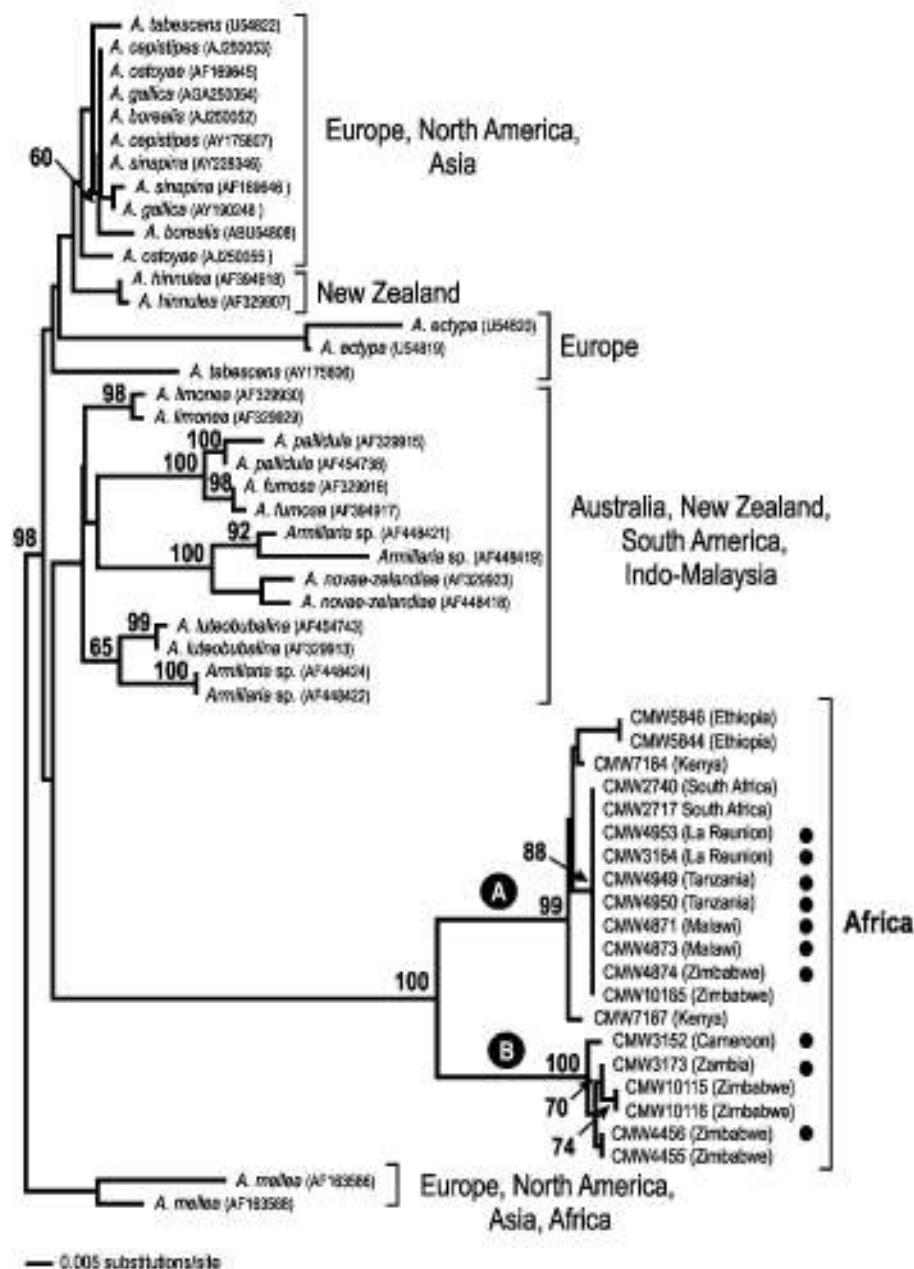 A. tabescens (U54822)
A. cepistipes (AJ250053)
A. ostoyae (AF169645)
A. gallica (AGA250054)
A. borealis (AJ250052)
A. cepistipes (AY175807)
A. sinapina (AY228346)
60
A. sinapina (AF169646)
A. gallica (AY190248)
A. borealis (ABU54808)
A. ostoyae (AJ250055)
Europe, North America,
Asia
A. hinnulea (AF394918)
A. hinnulea (AF329907)
New Zealand
A. ectypa (U54820)
A. ectypa (U54819)
A. tabescens (AY175806)
Europe
98
A. limonea (AF329930)
A. limonea (AF329929)
100
A. pallidula (AF329915)
100
A. pallidula (AF454738)
98
A. fumosa (AF329916)
A. fumosa (AF394917)
92
Armillaria sp. (AF448421)
Armillaria sp. (AF448419)
100
A. novae-zelandiae (AF329923)
A. novae-zelandiae (AF448418)
99
A. luteobubalina (AF454743)
65
A. luteobubalina (AF329913)
100
Armillaria sp. (AF448424)
Armillaria sp. (AF448422)
Australia, New Zealand,
South America,
Indo-Malaysia
98
CMW5846 (Ethiopia)
CMW5844 (Ethiopia)
CMW7184 (Kenya)
CMW2740 (South Africa)
CMW2717 South Africa)
CMW4953 (La Reunion)
88
CMW3164 (La Reunion)
CMW4949 (Tanzania)
A
99
CMW4950 (Tanzania)
CMW4871 (Malawi)
CMW4873 (Malawi)
CMW4874 (Zimbabwe)
CMW10165 (Zimbabwe)
CMW7187 (Kenya)
Africa
100
B
100
CMW3152 (Cameroon)
CMW3173 (Zambia)
70
CMW10115 (Zimbabwe)
CMW10116 (Zimbabwe)
74
CMW4456 (Zimbabwe)
CMW4455 (Zimbabwe)
A. mellea (AF163586)
A. mellea (AF163588)
Europe, North America,
Asia, Africa
0.005 substitutions/site